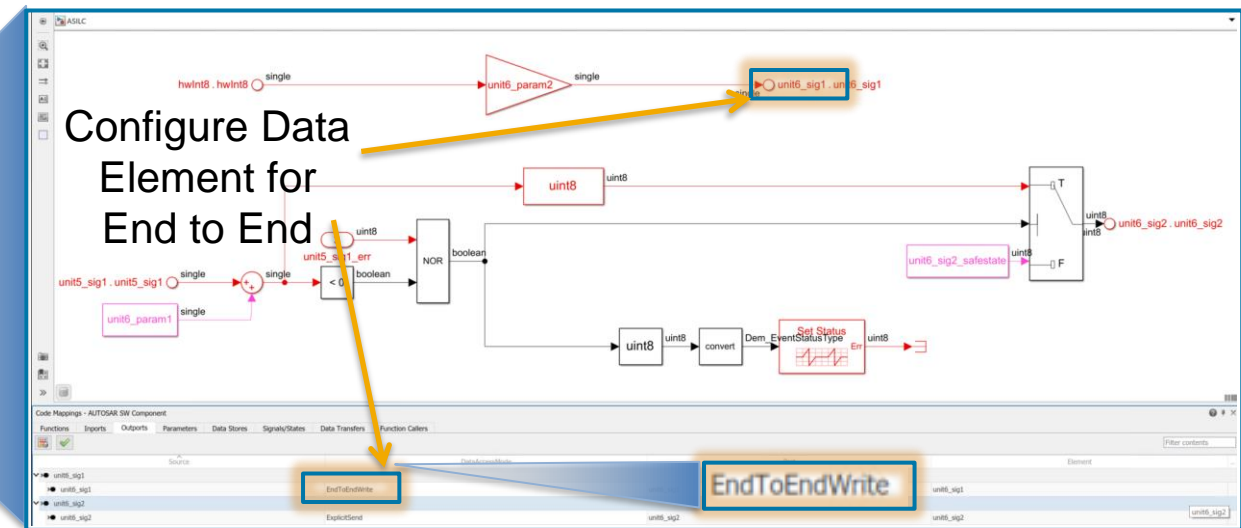 ASILC
hwInt8 . hwInt8
single
unit6_param2
single
single
unit6_sig1 . unit6_sig1
Configure Data
Element for
End to End
uint8
uint8
uint8
unit5_sig1_err
NOR
boolean
T
F
uint8
uint8
unit6_sig2 . unit6_sig2
unit5_sig1 . unit5_sig1
single
single
< 0
boolean
unit6_sig2_safestate
uint8
unit6_param1
single
uint8
uint8
convert
Dem_EventStatusType
Set Status
Err
uint8
Code Mappings - AUTOSAR SW Component
Functions Inports Outports Parameters Data Stores Signals/States Data Transfers Function Callers
Filter contents
Source DataAccessMode Element
unit6_sig1
unit6_sig1 EndToEndWrite unit6_sig1
EndToEndWrite
unit6_sig2
unit6_sig2 ExplicitSend unit6_sig2 unit6_sig2
unit6_sig2